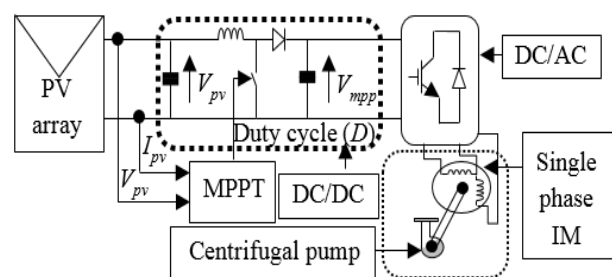 PV
array
V_pv
V_mpp
DC/AC
Duty cycle (D)
I_pv
V_pv
MPPT
DC/DC
Single
phase
IM
Centrifugal pump